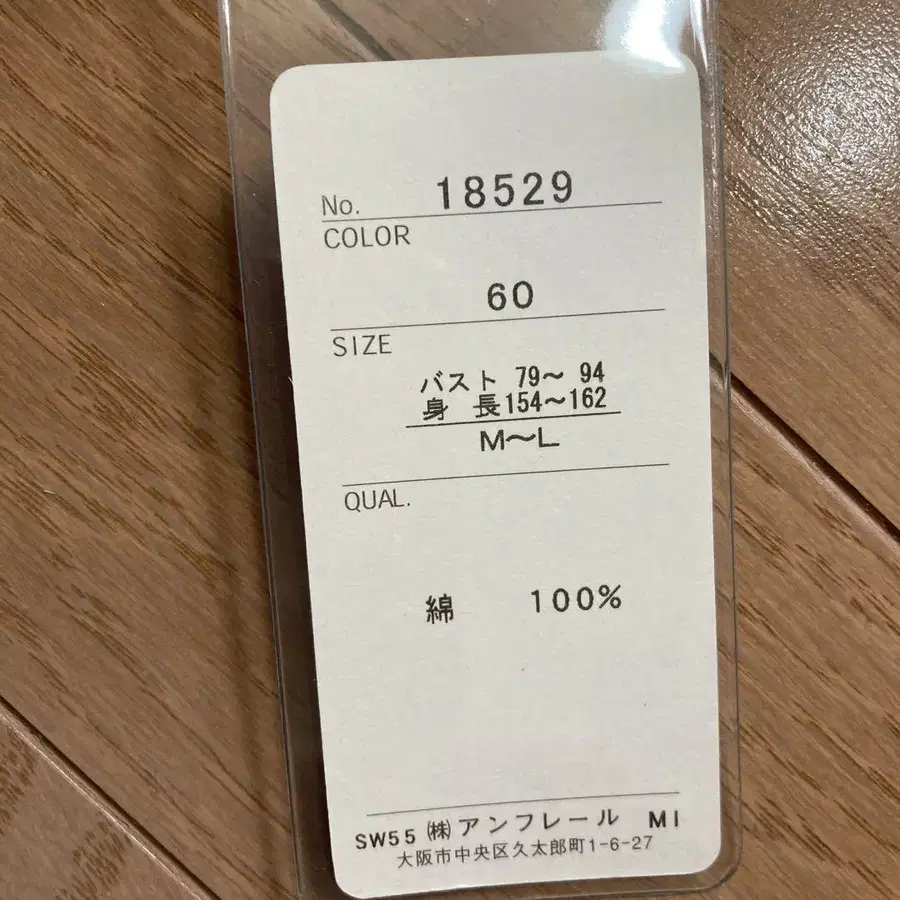 No. 18529
COLOR
60
SIZE
バスト 79～ 94
身 長154～162
M～L
QUAL.
綿 100%
SW55 ㈱アンフレール MI
大阪市中央区久太郎町1-6-27